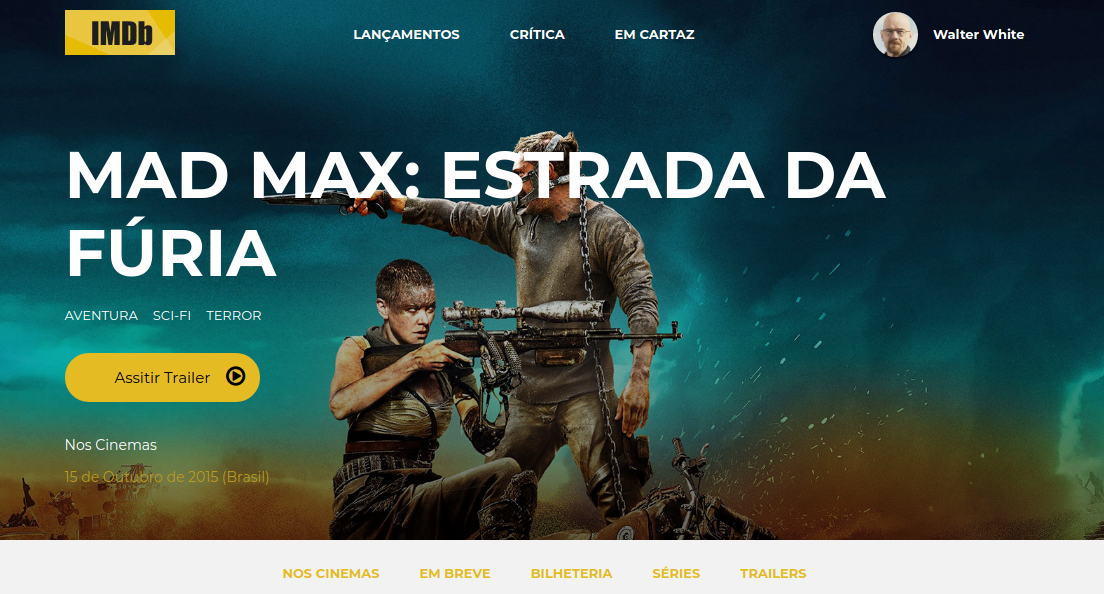 IMDb
LANÇAMENTOS
CRÍTICA
EM CARTAZ
Walter White
MAD MAX: ESTRADA DA
FÚRIA
AVENTURA SCI-FI TERROR
Assitir Trailer
Nos Cinemas
15 de Outubro de 2015 (Brasil)
NOS CINEMAS
EM BREVE
BILHETERIA
SÉRIES
TRAILERS